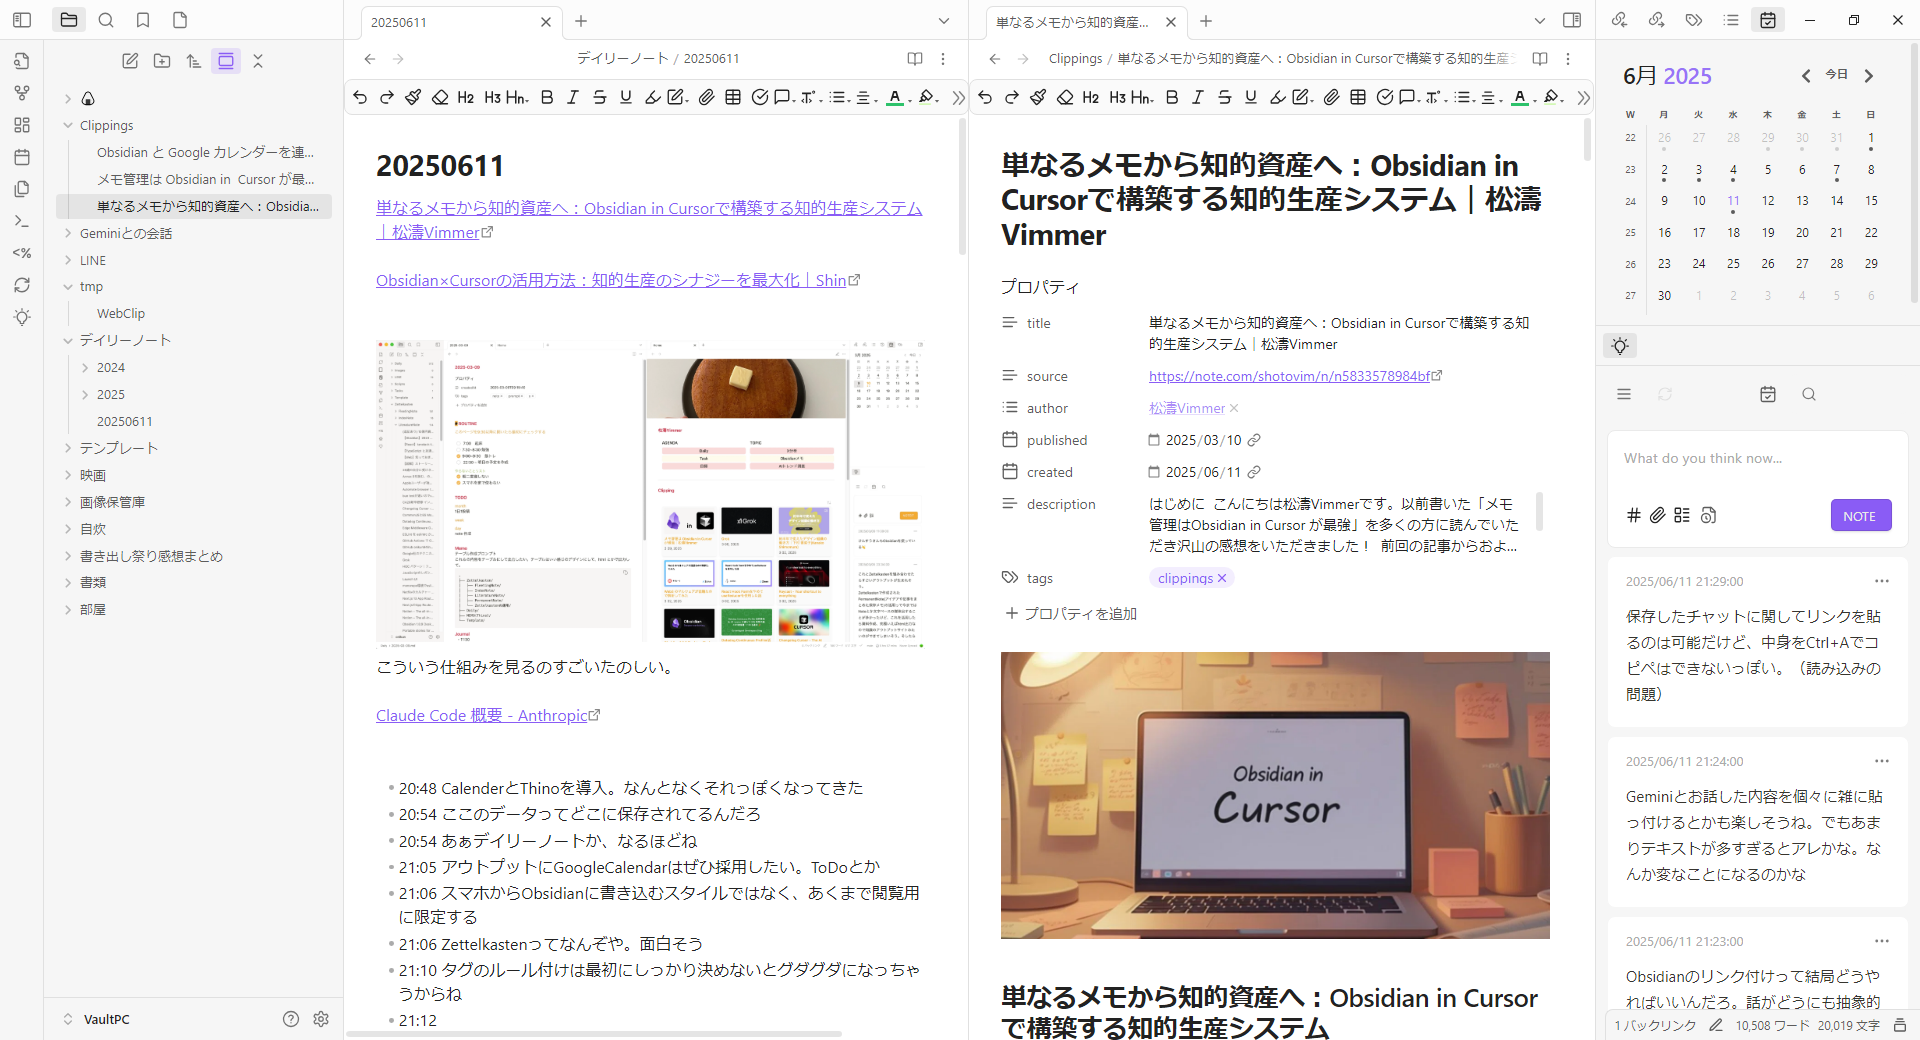 Clippings
Obsidian と Google カレンダーを連...
メモ管理は Obsidian in Cursor が最...
単なるメモから知的資産へ：Obsidia...
Geminiとの会話
LINE
tmp
WebClip
デイリーノート
2024
2025
20250611
テンプレート
映画
画像保管庫
自炊
書き出し祭り感想まとめ
書類
部屋
VaultPC
20250611
デイリーノート / 20250611
H2 H3 Hn
20250611
単なるメモから知的資産へ：Obsidian in Cursorで構築する知的生産システム
｜松濤Vimmer
Obsidian×Cursorの活用方法：知的生産のシナジーを最大化｜Shin
こういう仕組みを見るのすごいたのしい。
Claude Code 概要 - Anthropic
20:48 CalenderとThinoを導入。なんとなくそれっぽくなってきた
20:54 ここのデータってどこに保存されてるんだろ
20:54 あぁデイリーノートか、なるほどね
21:05 アウトプットにGoogleCalendarはぜひ採用したい。ToDoとか
21:06 スマホからObsidianに書き込むスタイルではなく、あくまで閲覧用
に限定する
21:06 Zettelkastenってなんぞや。面白そう
21:10 タグのルール付けは最初にしっかり決めないとグダグダになっちゃ
うからね
21:12
単なるメモから知的資産...
Clippings / 単なるメモから知的資産へ：Obsidian in Cursorで構築する知的生産シ
H2 H3 Hn
単なるメモから知的資産へ：Obsidian in
Cursorで構築する知的生産システム｜松濤
Vimmer
プロパティ
title
単なるメモから知的資産へ：Obsidian in Cursorで構築する知
的生産システム｜松濤Vimmer
source
https://note.com/shotovim/n/n5833578984bf
author
松濤Vimmer
published
2025/03/10
created
2025/06/11
description
はじめに こんにちは松濤Vimmerです。以前書いた「メモ
管理はObsidian in Cursor が最強」を多くの方に読んでいた
だき沢山の感想をいただきました！ 前回の記事からおよ...
tags
clippings
プロパティを追加
Obsidian in
Cursor
単なるメモから知的資産へ：Obsidian in Cursor
で構築する知的生産システム
6月 2025
今日
W 月 火 水 木 金 土 日
22 26 27 28 29 30 31 1
23 2 3 4 5 6 7 8
24 9 10 11 12 13 14 15
25 16 17 18 19 20 21 22
26 23 24 25 26 27 28 29
27 30 1 2 3 4 5 6
What do you think now...
NOTE
2025/06/11 21:29:00
保存したチャットに関してリンクを貼
るのは可能だけど、中身をCtrl+Aでコ
ピペはできないっぽい。（読み込みの
問題）
2025/06/11 21:24:00
Geminiとお話した内容を個々に雑に貼
っ付けるとかも楽しそうね。でもあま
りテキストが多すぎるとアレかな。な
んか変なことになるのかな
2025/06/11 21:23:00
Obsidianのリンク付けって結局どうや
ればいいんだろ。話がどうにも抽象的
1 バックリンク 10,508 ワード 20,019 文字